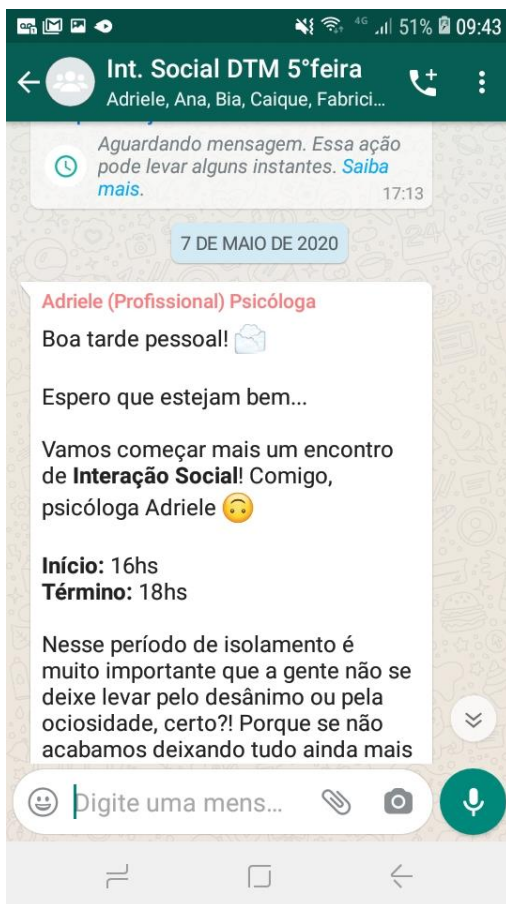 4G 51% 09:43
Int. Social DTM 5°feira
Adriele, Ana, Bia, Caique, Fabrici...
Aguardando mensagem. Essa ação
pode levar alguns instantes. Saiba
mais.
17:13
7 DE MAIO DE 2020
Adriele (Profissional) Psicóloga
Boa tarde pessoal!
Espero que estejam bem...
Vamos começar mais um encontro
de Interação Social! Comigo,
psicóloga Adriele
Início: 16hs
Término: 18hs
Nesse período de isolamento é
muito importante que a gente não se
deixe levar pelo desânimo ou pela
ociosidade, certo?! Porque se não
acabamos deixando tudo ainda mais
Digite uma mens...